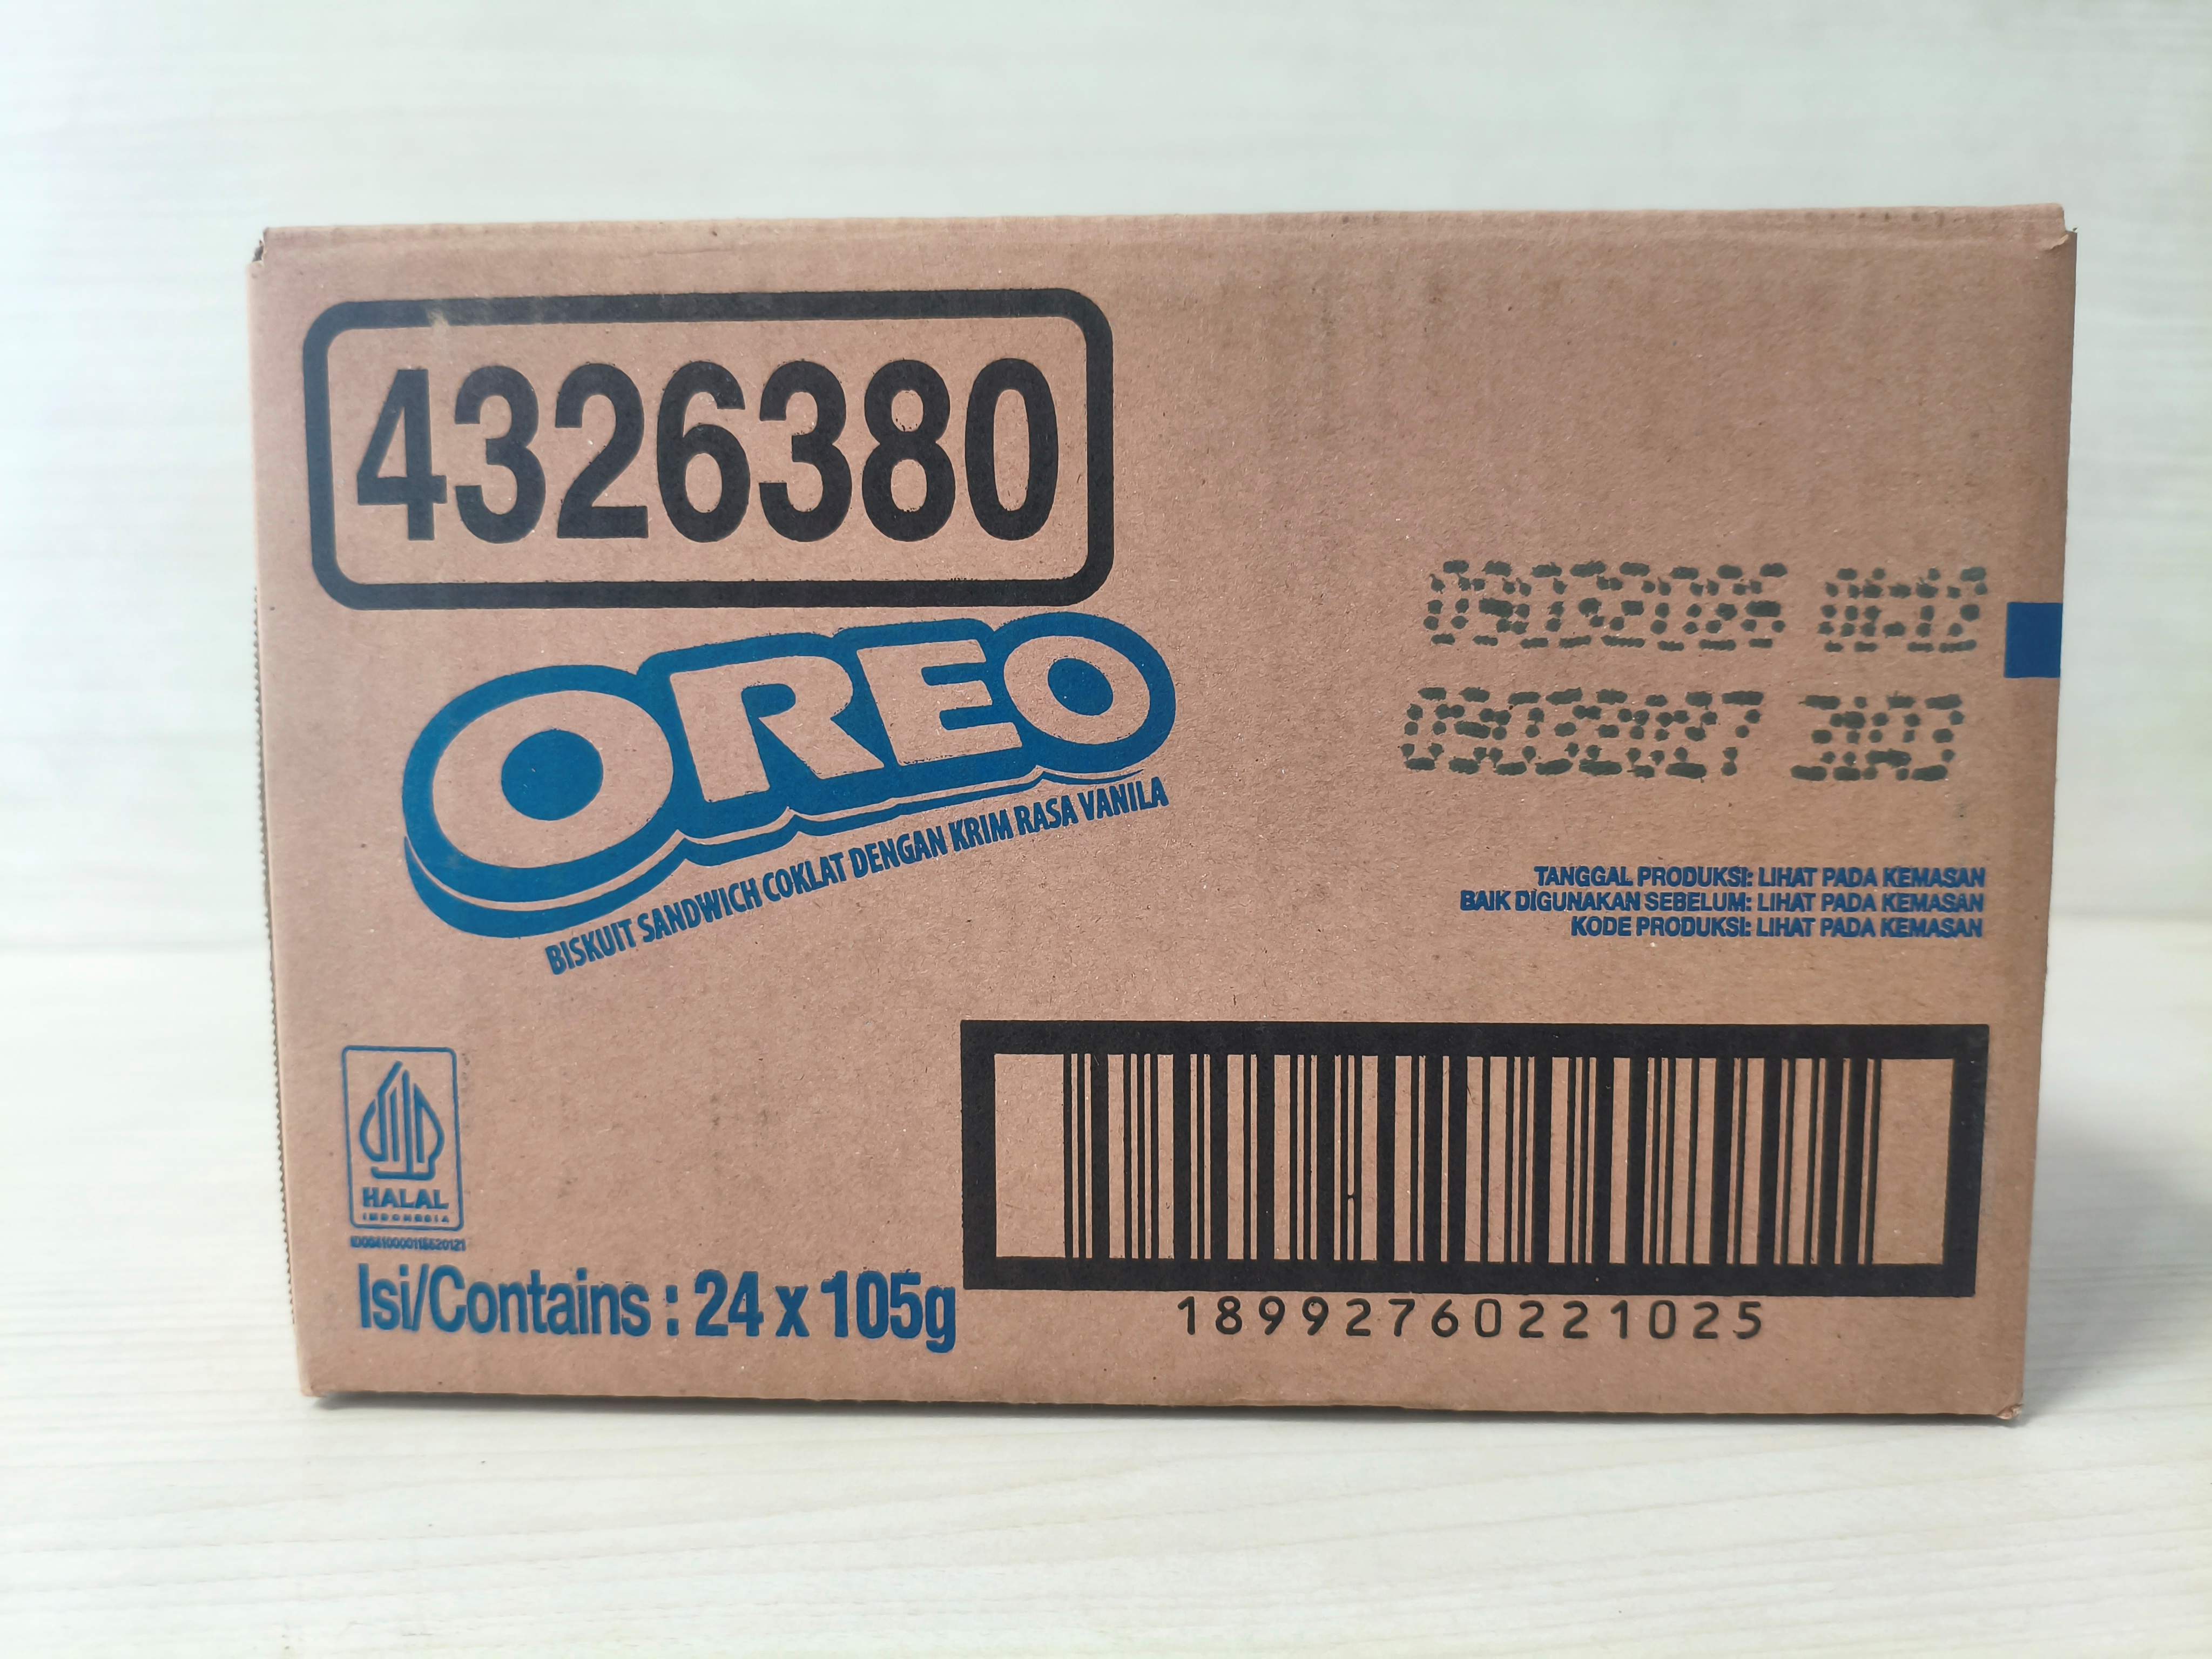 4326380
OREO
BISKUIT SANDWICH COKLAT DENGAN KRIM RASA VANILA
TANGGAL PRODUKSI: LIHAT PADA KEMASAN
BAIK DIGUNAKAN SEBELUM: LIHAT PADA KEMASAN
KODE PRODUKSI: LIHAT PADA KEMASAN
HALAL
INDONESIA
Isi/Contains : 24 x 105g
18992760221025